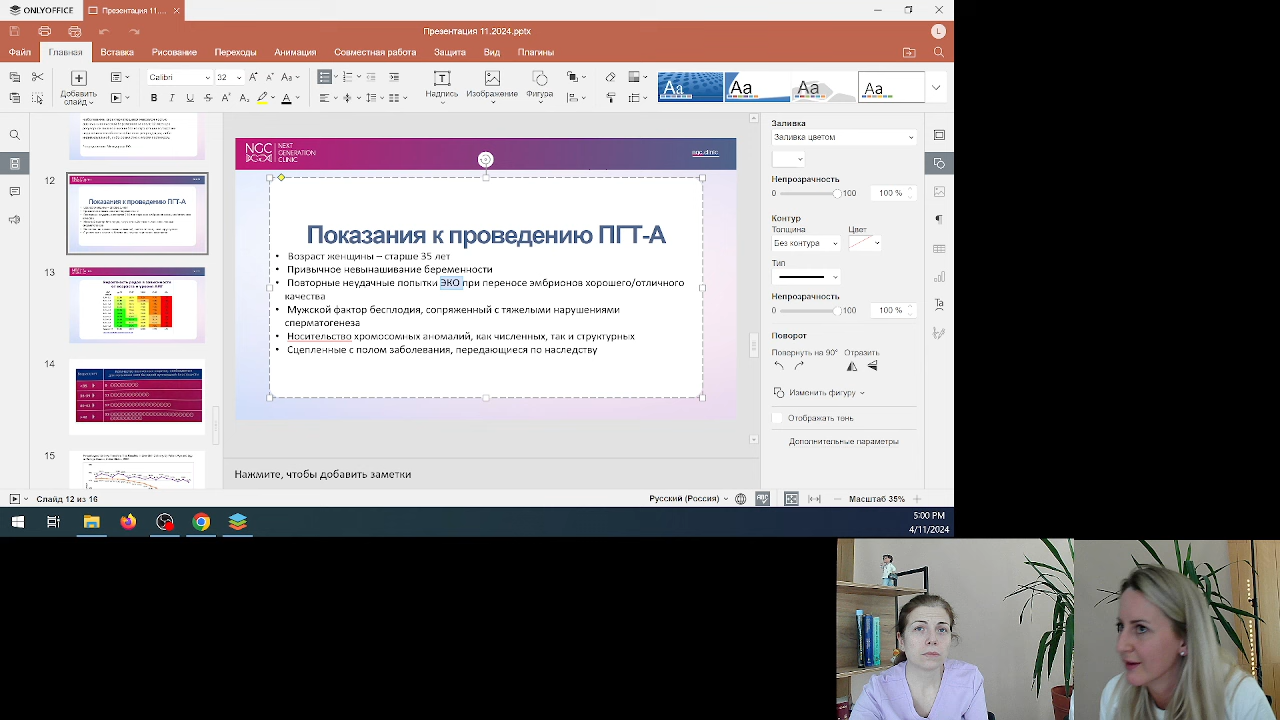 ONLYOFFICE
Презентация 11....
Презентация 11.2024.pptx
L
Файл Главная Вставка Рисование Переходы Анимация Совместная работа Защита Вид Плагины
Добавить слайд
Calibri 32
Надпись Изображение Фигура
Aa Aa Aa Aa
12
Показания к проведению ПГТ-А
13
14
15
NGC NEXT GENERATION CLINIC
ngc.clinic
Показания к проведению ПГТ-А
• Возраст женщины – старше 35 лет
• Привычное невынашивание беременности
• Повторные неудачные попытки ЭКО при переносе эмбрионов хорошего/отличного
качества
• Мужской фактор бесплодия, сопряженный с тяжелыми нарушениями
сперматогенеза
• Носительство хромосомных аномалий, как численных, так и структурных
• Сцепленные с полом заболевания, передающиеся по наследству
Заливка
Заливка цветом
Непрозрачность
0 100 100 %
Контур
Толщина Цвет
Без контура
Тип
Непрозрачность
0 100 100 %
Поворот
Повернуть на 90° Отразить
Изменить фигуру
Отображать тень
Дополнительные параметры
Нажмите, чтобы добавить заметки
Слайд 12 из 16
Русский (Россия)
Масштаб 35%
5:00 PM
4/11/2024